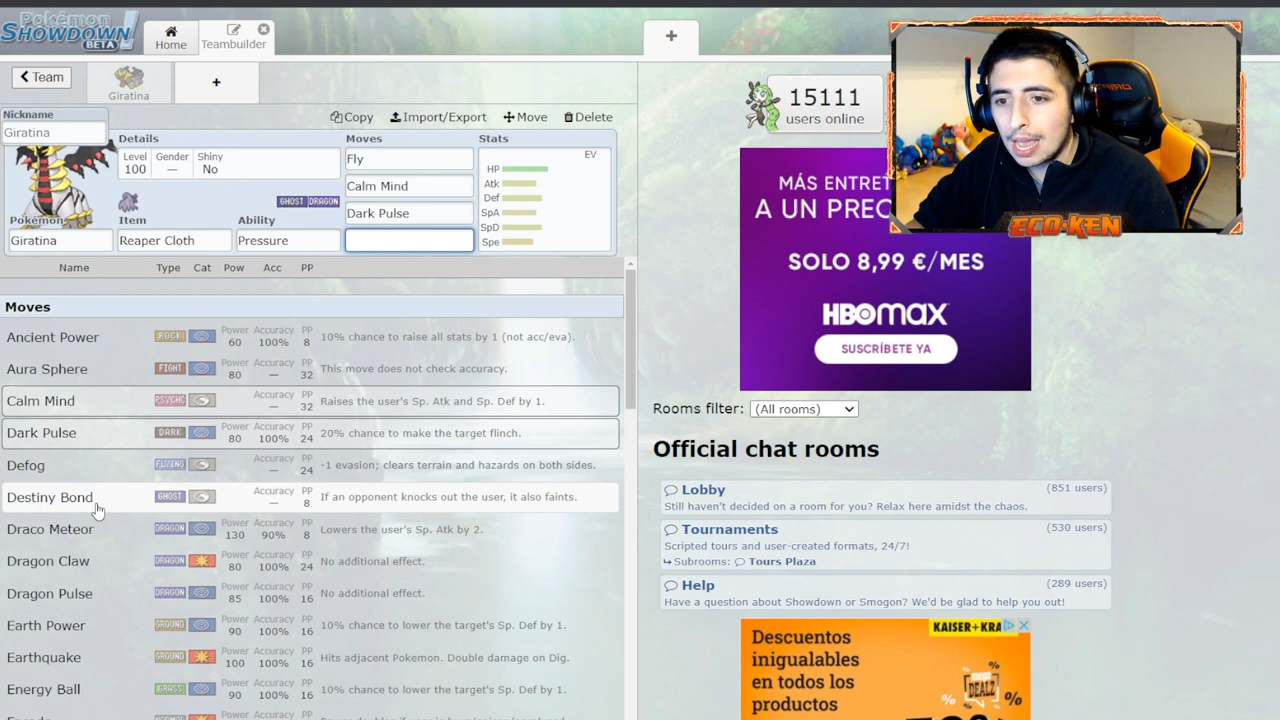 Pokémon
SHOWDOWN!
BETA
Home
Teambuilder
+
Team
Giratina
+
Copy Import/Export Move Delete
Nickname
Giratina
Details
Level Gender Shiny
100 — No
GHOST DRAGON
Pokémon Item Ability
Giratina Reaper Cloth Pressure
Moves
Fly
Calm Mind
Dark Pulse
Stats
EV
HP
Atk
Def
SpA
SpD
Spe
Name Type Cat Pow Acc PP
Moves
Ancient Power ROCK Power 60 Accuracy 100% PP 8 10% chance to raise all stats by 1 (not acc/eva).
Aura Sphere FIGHT Power 80 Accuracy — PP 32 This move does not check accuracy.
Calm Mind PSYCHC Accuracy — PP 32 Raises the user's Sp. Atk and Sp. Def by 1.
Dark Pulse DARK Power 80 Accuracy 100% PP 24 20% chance to make the target flinch.
Defog FLYING Accuracy — PP 24 -1 evasion; clears terrain and hazards on both sides.
Destiny Bond GHOST Accuracy — PP 8 If an opponent knocks out the user, it also faints.
Draco Meteor DRAGON Power 130 Accuracy 90% PP 8 Lowers the user's Sp. Atk by 2.
Dragon Claw DRAGON Power 80 Accuracy 100% PP 24 No additional effect.
Dragon Pulse DRAGON Power 85 Accuracy 100% PP 16 No additional effect.
Earth Power GROUND Power 90 Accuracy 100% PP 16 10% chance to lower the target's Sp. Def by 1.
Earthquake GROUND Power 100 Accuracy 100% PP 16 Hits adjacent Pokemon. Double damage on Dig.
Energy Ball GRASS Power 90 Accuracy 100% PP 16 10% chance to lower the target's Sp. Def by 1.
15111
users online
MÁS ENTRET
A UN PREC
SOLO 8,99 €/MES
HBOMAX
SUSCRÍBETE YA
ECO-KEN
Rooms filter: (All rooms)
Official chat rooms
Lobby (851 users)
Still haven't decided on a room for you? Relax here amidst the chaos.
Tournaments (530 users)
Scripted tours and user-created formats, 24/7!
Subrooms: Tours Plaza
Help (289 users)
Have a question about Showdown or Smogon? We'd be glad to help you out!
KAISER+KRA
Descuentos
inigualables
en todos los
productos
DEALZ